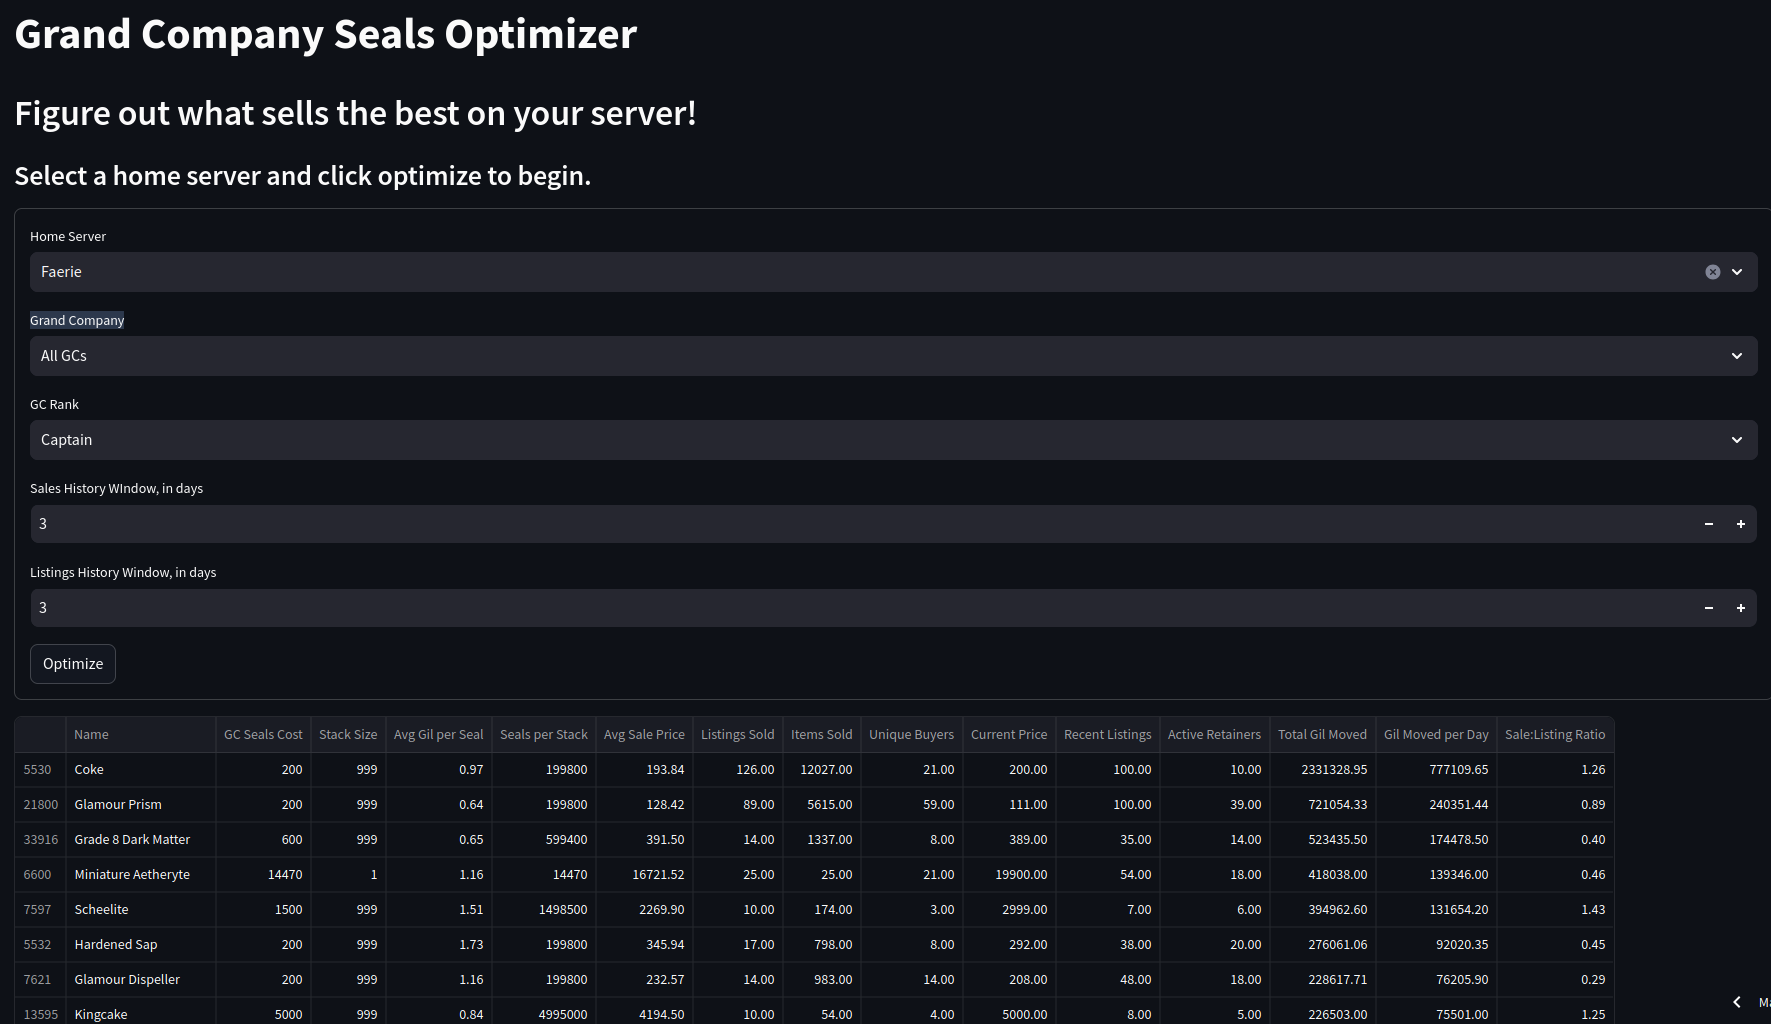 Grand Company Seals Optimizer
Figure out what sells the best on your server!
Select a home server and click optimize to begin.
Home Server
Faerie
Grand Company
All GCs
GC Rank
Captain
Sales History WIndow, in days
3
Listings History Window, in days
3
Optimize
Name GC Seals Cost Stack Size Avg Gil per Seal Seals per Stack Avg Sale Price Listings Sold Items Sold Unique Buyers Current Price Recent Listings Active Retainers Total Gil Moved Gil Moved per Day Sale:Listing Ratio
5530 Coke 200 999 0.97 199800 193.84 126.00 12027.00 21.00 200.00 100.00 10.00 2331328.95 777109.65 1.26
21800 Glamour Prism 200 999 0.64 199800 128.42 89.00 5615.00 59.00 111.00 100.00 39.00 721054.33 240351.44 0.89
33916 Grade 8 Dark Matter 600 999 0.65 599400 391.50 14.00 1337.00 8.00 389.00 35.00 14.00 523435.50 174478.50 0.40
6600 Miniature Aetheryte 14470 1 1.16 14470 16721.52 25.00 25.00 21.00 19900.00 54.00 18.00 418038.00 139346.00 0.46
7597 Scheelite 1500 999 1.51 1498500 2269.90 10.00 174.00 3.00 2999.00 7.00 6.00 394962.60 131654.20 1.43
5532 Hardened Sap 200 999 1.73 199800 345.94 17.00 798.00 8.00 292.00 38.00 20.00 276061.06 92020.35 0.45
7621 Glamour Dispeller 200 999 1.16 199800 232.57 14.00 983.00 14.00 208.00 48.00 18.00 228617.71 76205.90 0.29
13595 Kingcake 5000 999 0.84 4995000 4194.50 10.00 54.00 4.00 5000.00 8.00 5.00 226503.00 75501.00 1.25